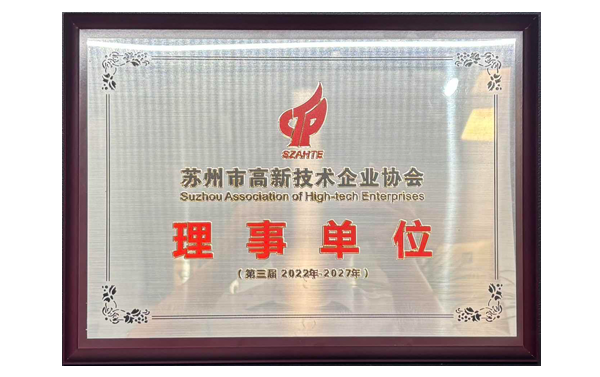 SZAHTE
苏州市高新技术企业协会
Suzhou Association of High-tech Enterprises
理事单位
（第三届 2022年-2027年）